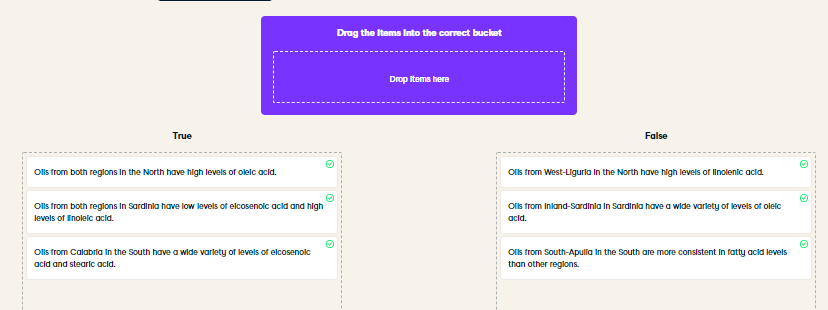 Drag the items into the correct bucket
Drop items here
True
False
Oils from both regions in the North have high levels of oleic acid.
Oils from both regions in Sardinia have low levels of eicosenoic acid and high
levels of linoleic acid.
Oils from Calabria in the South have a wide variety of levels of eicosenoic
acid and stearic acid.
Oils from West-Liguria in the North have high levels of linolenic acid.
Oils from Inland-Sardinia in Sardinia have a wide variety of levels of oleic
acid.
Oils from South-Apulia in the South are more consistent in fatty acid levels
than other regions.